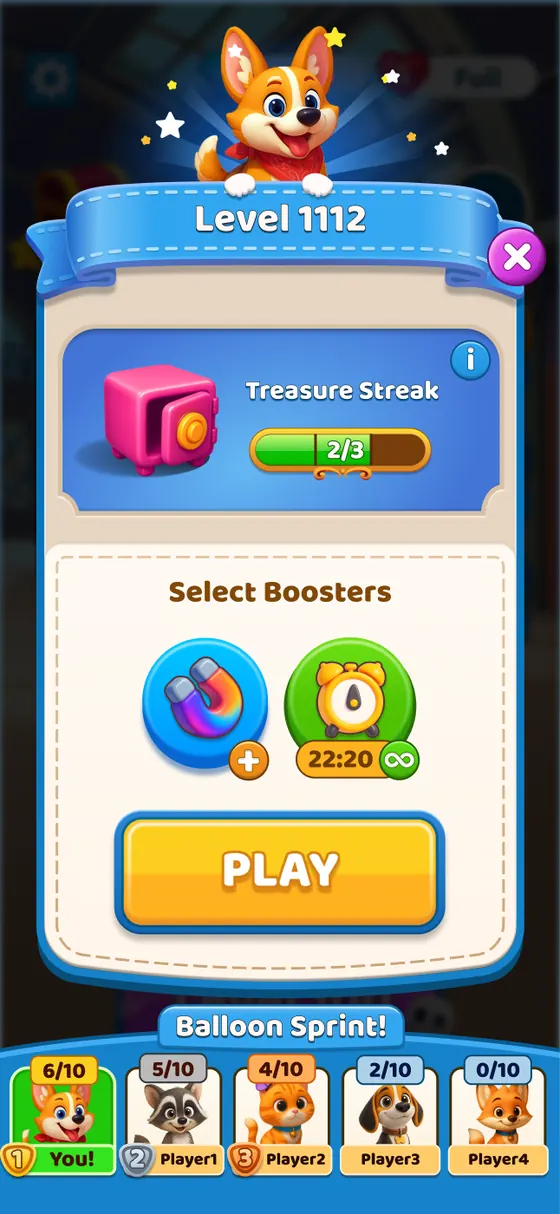 Full
Level 1112
i
Treasure Streak
2/3
Select Boosters
22:20
PLAY
Balloon Sprint!
6/10 5/10 4/10 2/10 0/10
1 You! 2 Player1 3 Player2 Player3 Player4